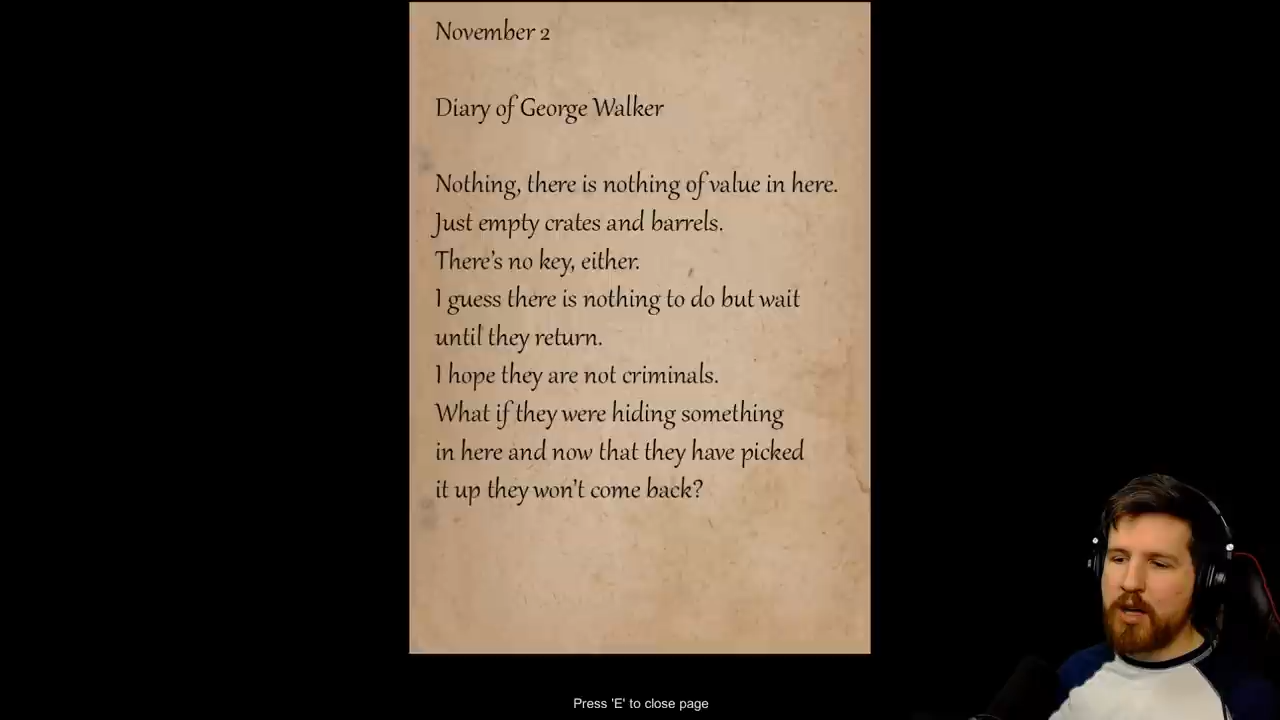 November 2
Diary of George Walker
Nothing, there is nothing of value in here.
Just empty crates and barrels.
There's no key, either.
I guess there is nothing to do but wait
until they return.
I hope they are not criminals.
What if they were hiding something
in here and now that they have picked
it up they won't come back?
Press 'E' to close page